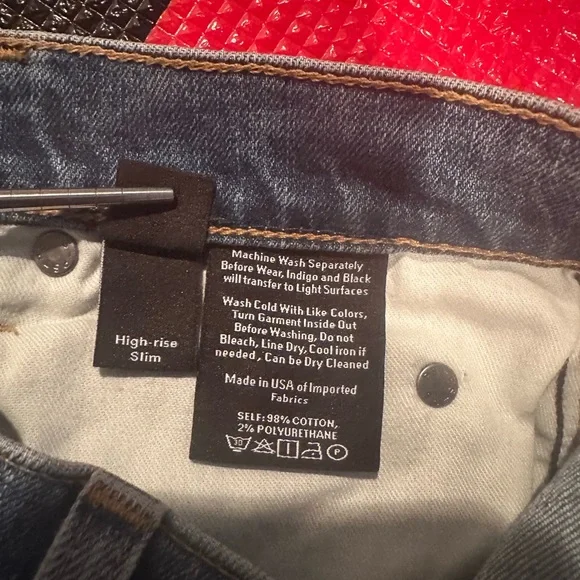 High-rise
Slim
Machine Wash Separately
Before Wear, Indigo and Black
will transfer to Light Surfaces
Wash Cold With Like Colors,
Turn Garment Inside Out
Before Washing, Do not
Bleach, Line Dry, Cool iron if
needed, Can be Dry Cleaned
Made in USA of Imported
Fabrics
SELF: 98% COTTON,
2% POLYURETHANE
30 P